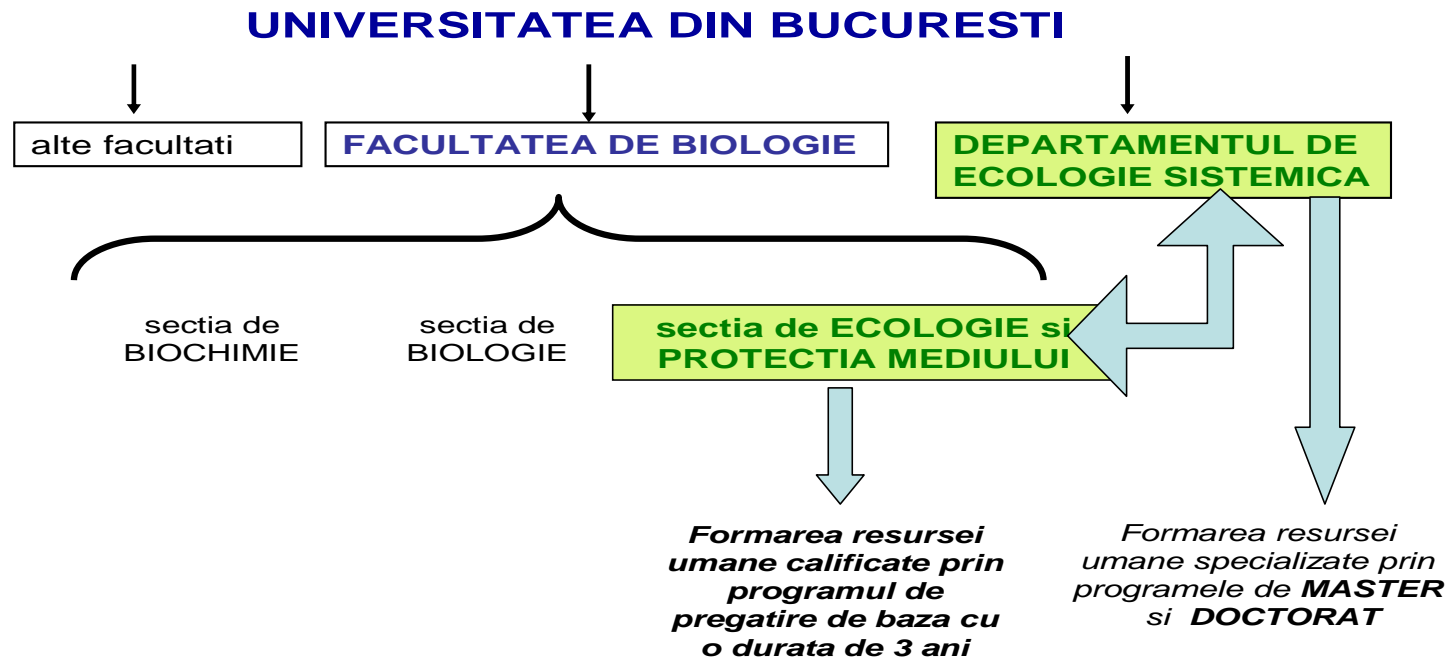 UNIVERSITATEA DIN BUCURESTI
alte facultati
FACULTATEA DE BIOLOGIE
DEPARTAMENTUL DE
ECOLOGIE SISTEMICA
sectia de
BIOCHIMIE
sectia de
BIOLOGIE
sectia de ECOLOGIE si
PROTECTIA MEDIULUI
Formarea resursei
umane calificate prin
programul de
pregatire de baza cu
o durata de 3 ani
Formarea resursei
umane specializate prin
programele de MASTER
si DOCTORAT